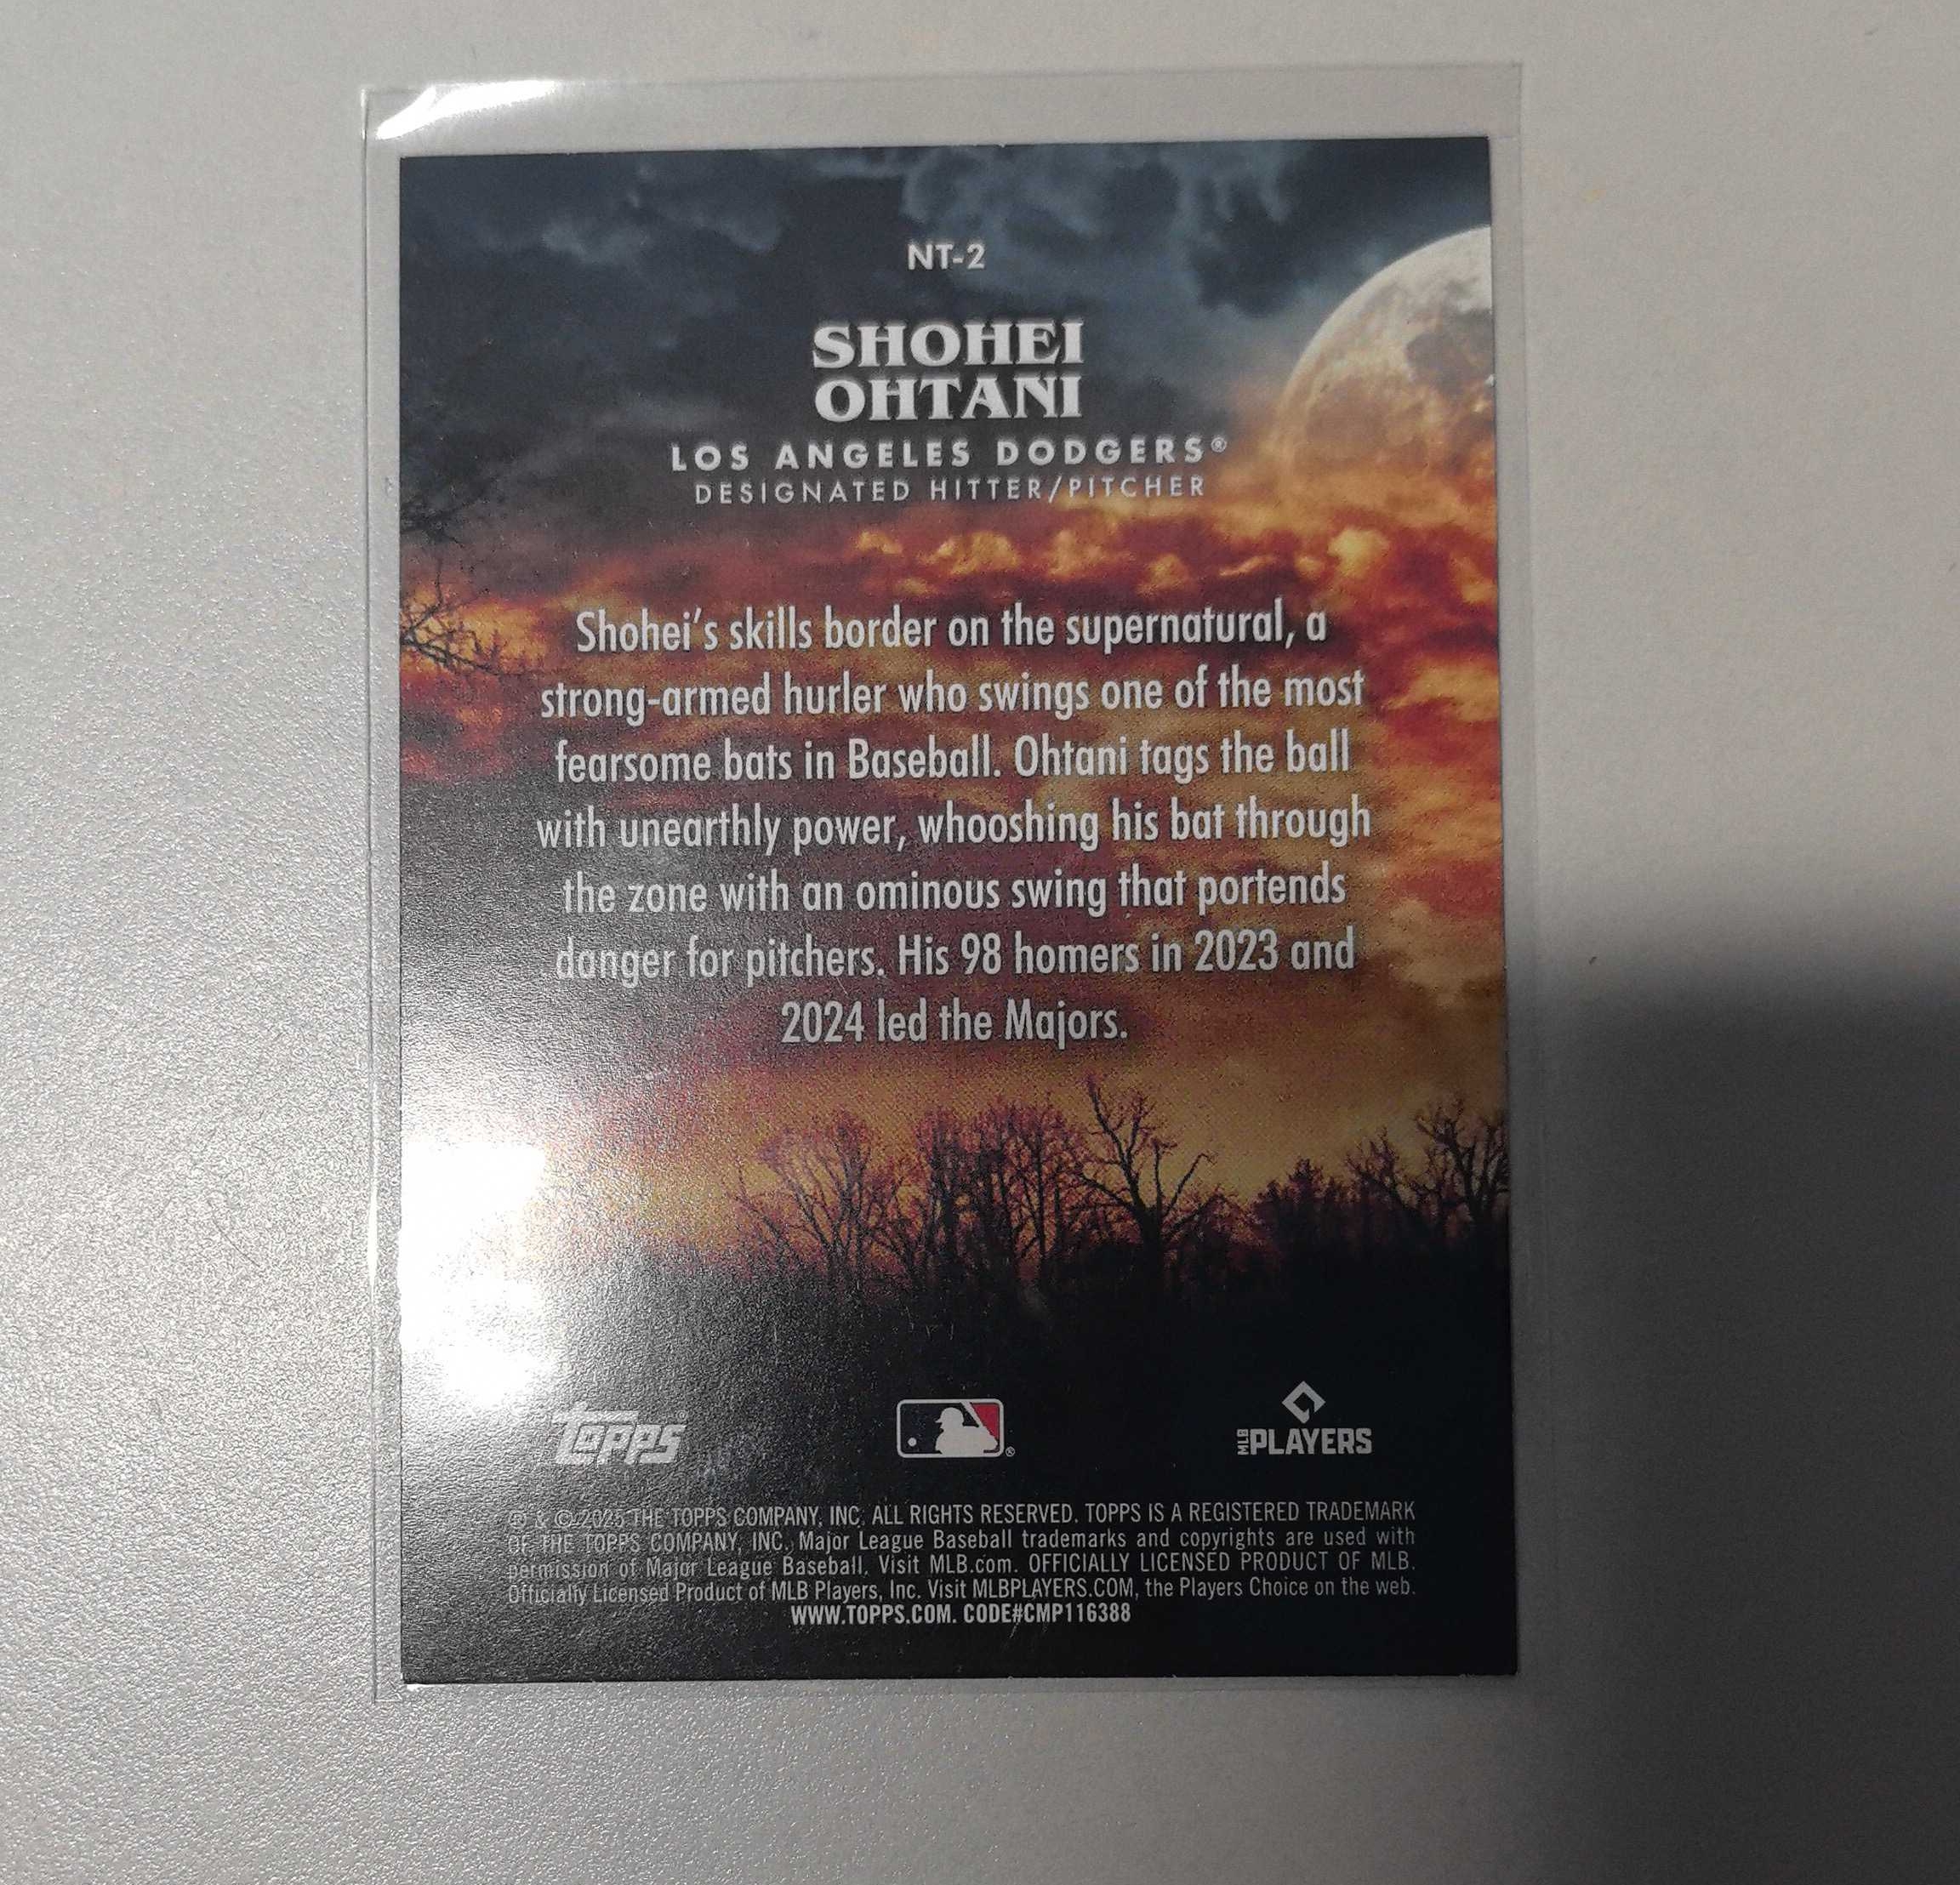 NT-2
SHOHEI
OHTANI
LOS ANGELES DODGERS®
DESIGNATED HITTER/PITCHER
Shohei's skills border on the supernatural, a
strong-armed hurler who swings one of the most
fearsome bats in Baseball. Ohtani tags the ball
with unearthly power, whooshing his bat through
the zone with an ominous swing that portends
danger for pitchers. His 98 homers in 2023 and
2024 led the Majors.
topps
®
MLB PLAYERS
® & © 2025 THE TOPPS COMPANY, INC. ALL RIGHTS RESERVED. TOPPS IS A REGISTERED TRADEMARK
OF THE TOPPS COMPANY, INC. Major League Baseball trademarks and copyrights are used with
permission of Major League Baseball. Visit MLB.com. OFFICIALLY LICENSED PRODUCT OF MLB.
Officially Licensed Product of MLB Players, Inc. Visit MLBPLAYERS.COM, the Players Choice on the web.
WWW.TOPPS.COM. CODE#CMP116388